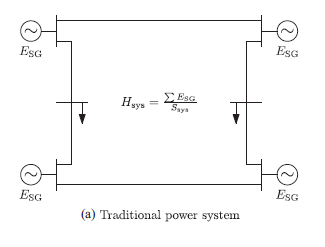 E_SG
E_SG
H_sys = ∑ E_SG / S_sys
E_SG
E_SG
(a) Traditional power system